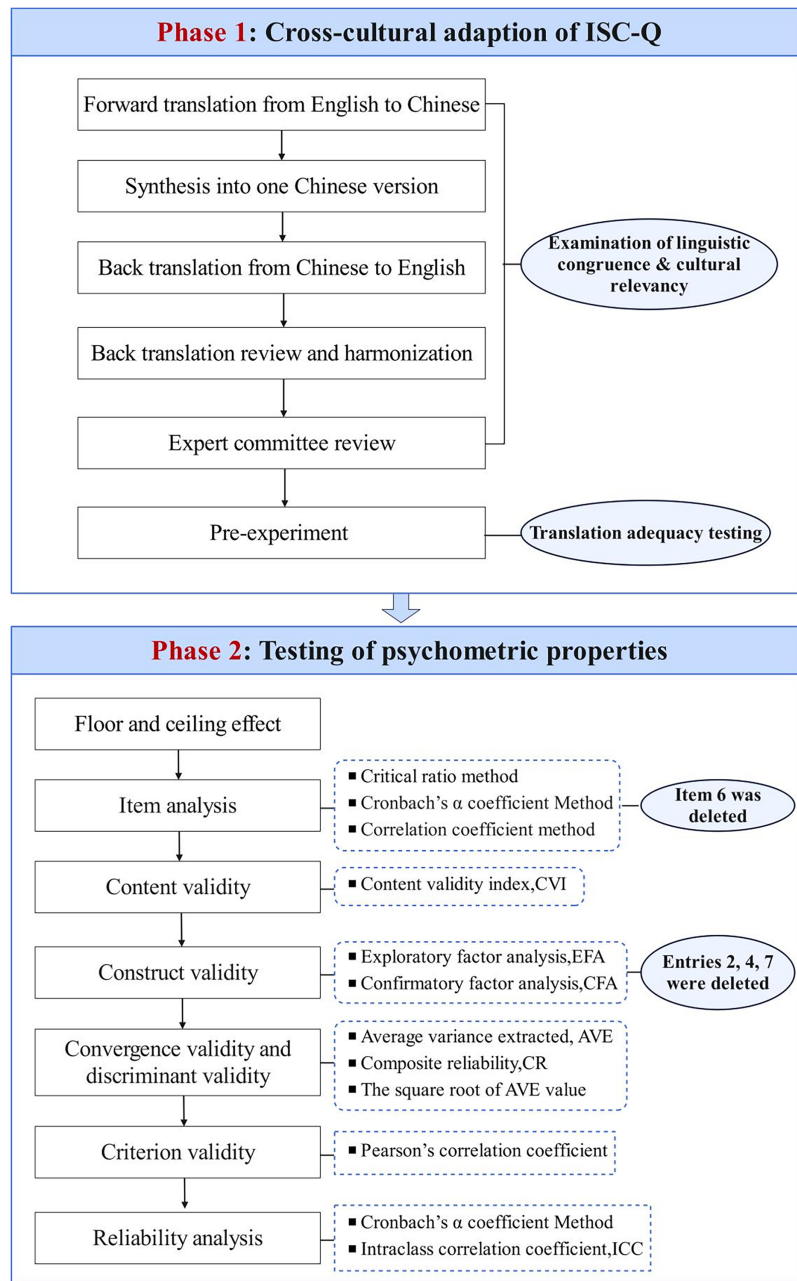 Phase 1: Cross-cultural adaption of ISC-Q
Forward translation from English to Chinese
Synthesis into one Chinese version
Back translation from Chinese to English
Back translation review and harmonization
Expert committee review
Pre-experiment
Examination of linguistic
congruence & cultural
relevancy
Translation adequacy testing
Phase 2: Testing of psychometric properties
Floor and ceiling effect
Item analysis
■ Critical ratio method
■ Cronbach's α coefficient Method
■ Correlation coefficient method
Item 6 was
deleted
Content validity
■ Content validity index,CVI
Construct validity
■ Exploratory factor analysis,EFA
■ Confirmatory factor analysis,CFA
Entries 2, 4, 7
were deleted
Convergence validity and
discriminant validity
■ Average variance extracted, AVE
■ Composite reliability,CR
■ The square root of AVE value
Criterion validity
■ Pearson's correlation coefficient
Reliability analysis
■ Cronbach's α coefficient Method
■ Intraclass correlation coefficient,ICC